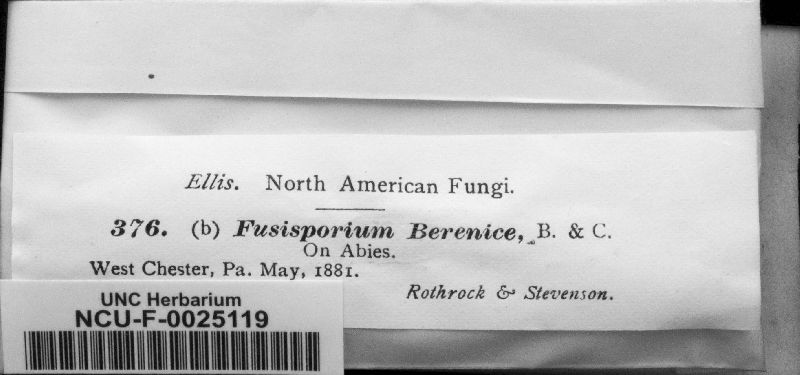 Ellis. North American Fungi.
376. (b) Fusisporium Berenice, B. & C.
On Abies.
West Chester, Pa. May, 1881.
Rothrock & Stevenson.
UNC Herbarium
NCU-F-0025119